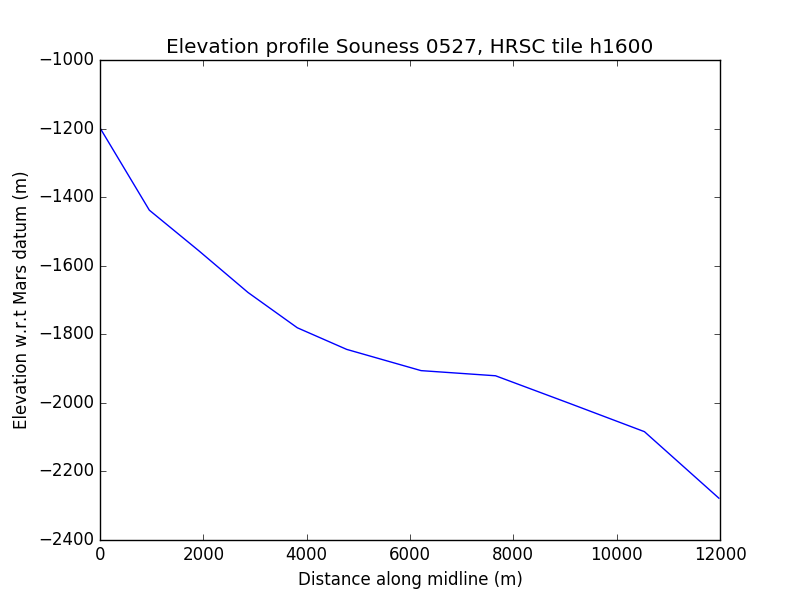 Elevation profile Souness 0527, HRSC tile h1600
−1000
−1200
−1400
−1600
−1800
−2000
−2200
−2400
Elevation w.r.t Mars datum (m)
0 2000 4000 6000 8000 10000 12000
Distance along midline (m)